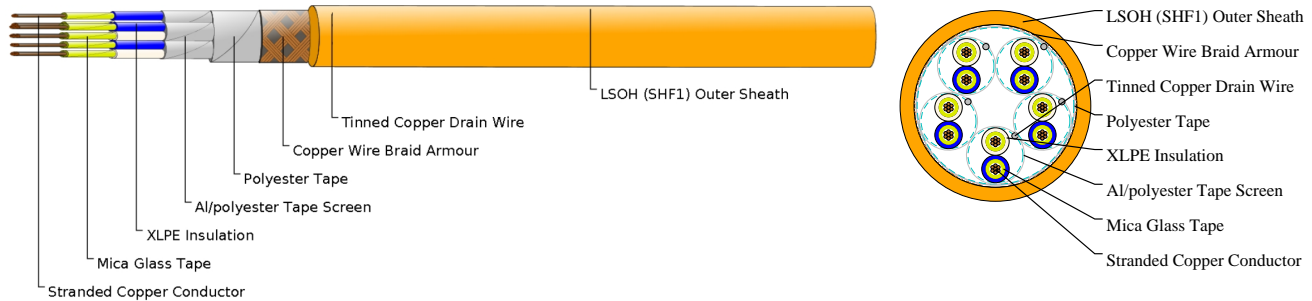 LSOH (SHF1) Outer Sheath
Tinned Copper Drain Wire
Copper Wire Braid Armour
Polyester Tape
Al/polyester Tape Screen
XLPE Insulation
Mica Glass Tape
Stranded Copper Conductor
LSOH (SHF1) Outer Sheath
Copper Wire Braid Armour
Tinned Copper Drain Wire
Polyester Tape
XLPE Insulation
Al/polyester Tape Screen
Mica Glass Tape
Stranded Copper Conductor